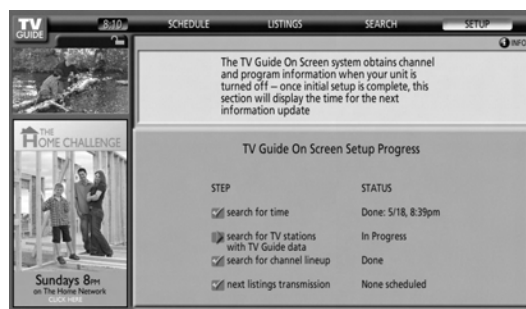 TV
GUIDE
8:10
SCHEDULE
LISTINGS
SEARCH
SETUP
INFO
The TV Guide On Screen system obtains channel
and program information when your unit is
turned off – once initial setup is complete, this
section will display the time for the next
information update
THE
HOME CHALLENGE
Sundays 8PM
on The Home Network
CLICK HERE
TV Guide On Screen Setup Progress
STEP STATUS
search for time Done: 5/18, 8:39pm
search for TV stations In Progress
with TV Guide data
search for channel lineup Done
next listings transmission None scheduled